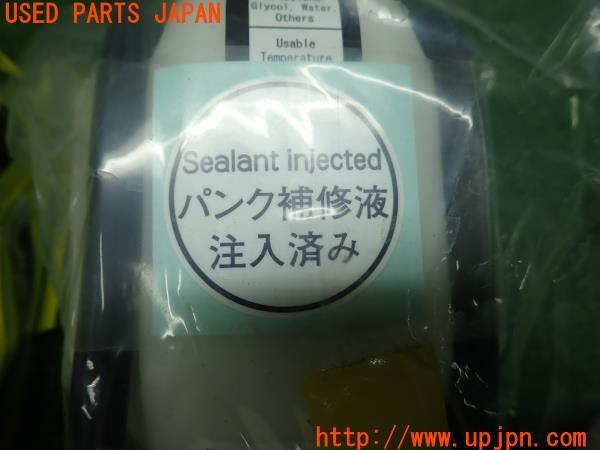 USED PARTS JAPAN
Glycol, Water,
Others
Usable
Temperature
Sealant injected
パンク補修液
注入済み
http://www.upjpn.com